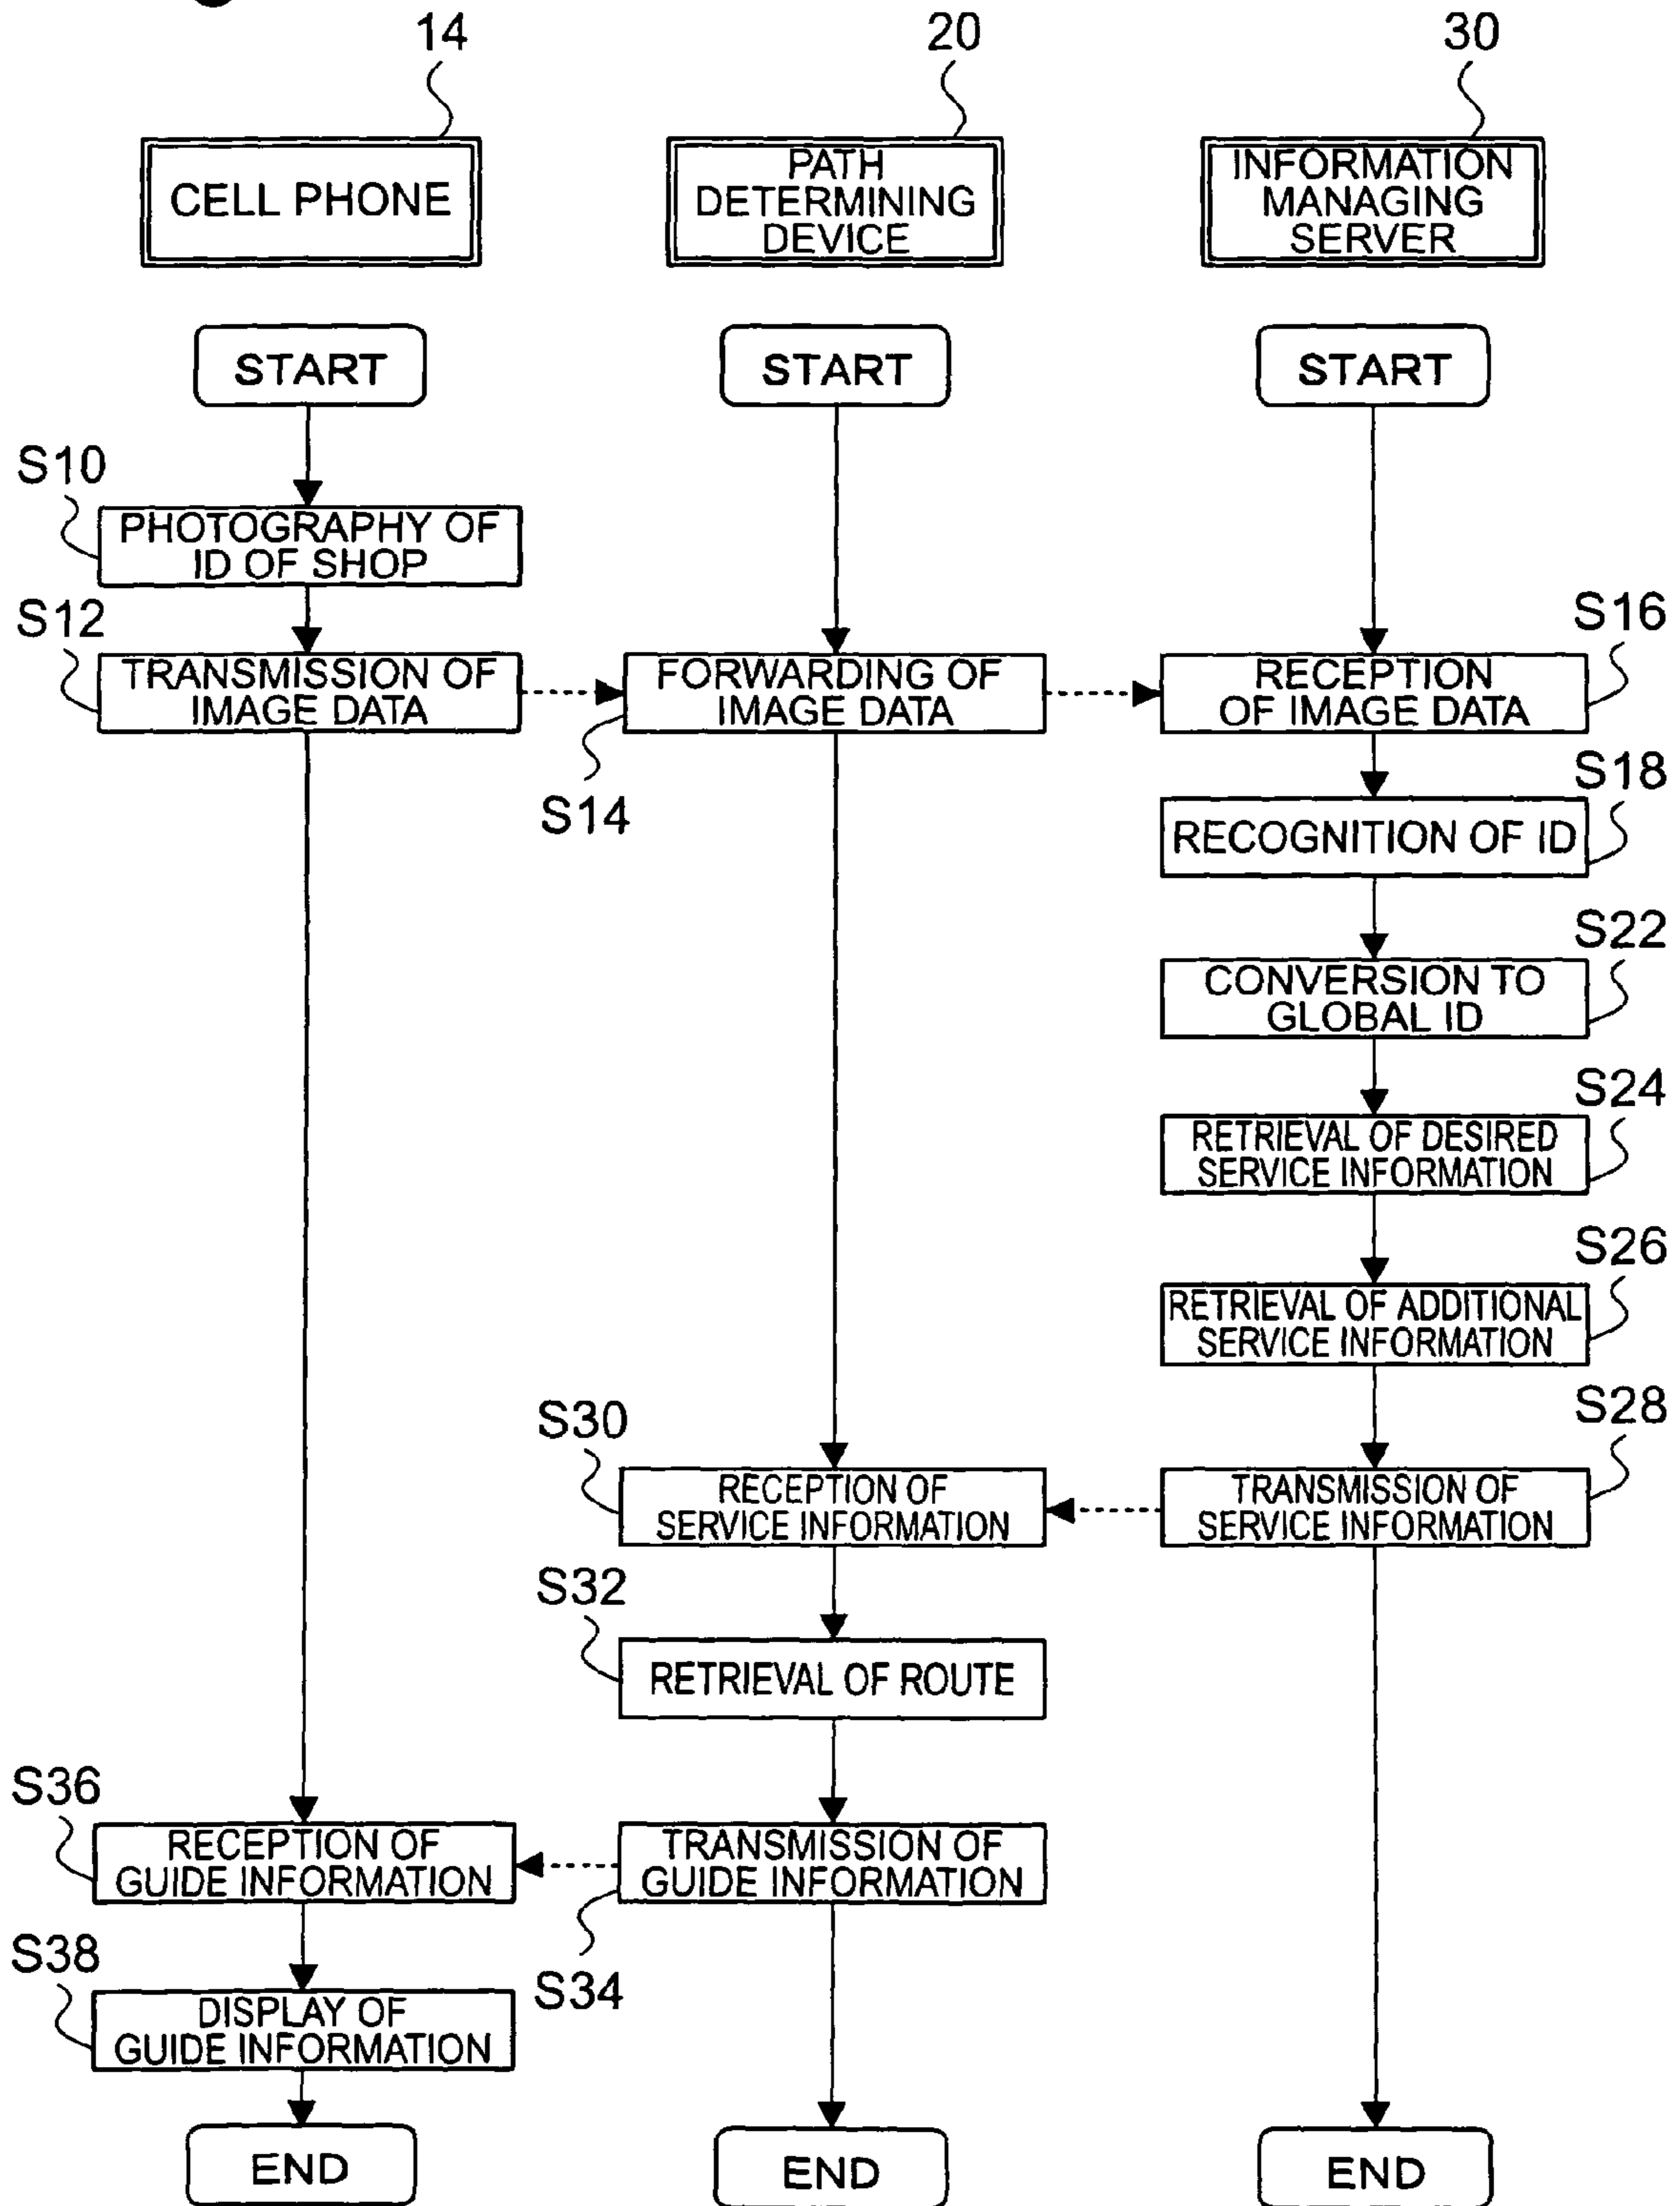 14
20
30
CELL PHONE
PATH
DETERMINING
DEVICE
INFORMATION
MANAGING
SERVER
START
START
START
S10
PHOTOGRAPHY OF
ID OF SHOP
S12
TRANSMISSION OF
IMAGE DATA
FORWARDING OF
IMAGE DATA
S14
S16
RECEPTION
OF IMAGE DATA
S18
RECOGNITION OF ID
S22
CONVERSION TO
GLOBAL ID
S24
RETRIEVAL OF DESIRED
SERVICE INFORMATION
S26
RETRIEVAL OF ADDITIONAL
SERVICE INFORMATION
S28
TRANSMISSION OF
SERVICE INFORMATION
S30
RECEPTION OF
SERVICE INFORMATION
S32
RETRIEVAL OF ROUTE
S36
RECEPTION OF
GUIDE INFORMATION
TRANSMISSION OF
GUIDE INFORMATION
S34
S38
DISPLAY OF
GUIDE INFORMATION
END
END
END